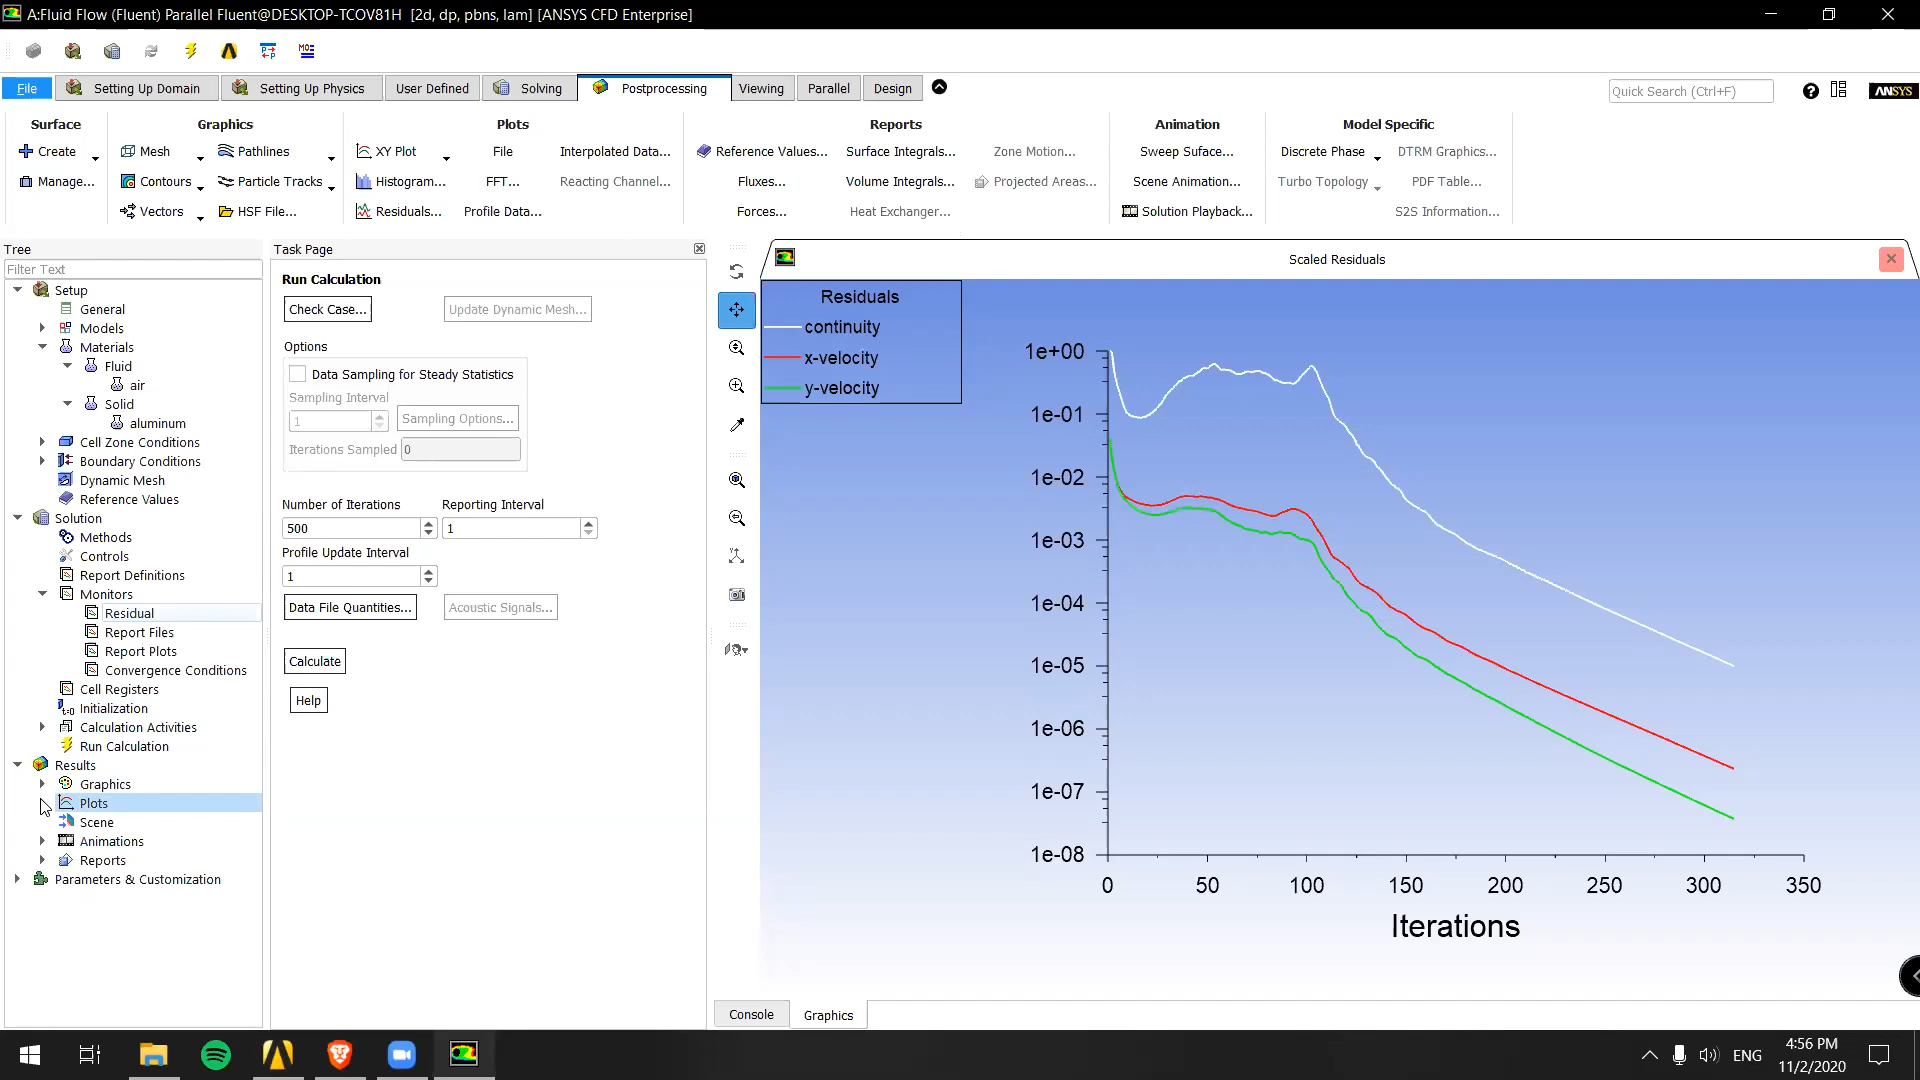 A:Fluid Flow (Fluent) Parallel Fluent@DESKTOP-TCOV81H [2d, dp, pbns, lam] [ANSYS CFD Enterprise]
File Setting Up Domain Setting Up Physics User Defined Solving Postprocessing Viewing Parallel Design
Quick Search (Ctrl+F)
ANSYS
Surface Graphics Plots Reports Animation Model Specific
Create Mesh Pathlines XY Plot File Interpolated Data... Reference Values... Surface Integrals... Zone Motion... Sweep Suface... Discrete Phase DTRM Graphics...
Manage... Contours Particle Tracks Histogram... FFT... Reacting Channel... Fluxes... Volume Integrals... Projected Areas... Scene Animation... Turbo Topology PDF Table...
Vectors HSF File... Residuals... Profile Data... Forces... Heat Exchanger... Solution Playback... S2S Information...
Tree
Filter Text
Setup
General
Models
Materials
Fluid
air
Solid
aluminum
Cell Zone Conditions
Boundary Conditions
Dynamic Mesh
Reference Values
Solution
Methods
Controls
Report Definitions
Monitors
Residual
Report Files
Report Plots
Convergence Conditions
Cell Registers
Initialization
Calculation Activities
Run Calculation
Results
Graphics
Plots
Scene
Animations
Reports
Parameters & Customization
Task Page
Run Calculation
Check Case... Update Dynamic Mesh...
Options
Data Sampling for Steady Statistics
Sampling Interval
1 Sampling Options...
Iterations Sampled 0
Number of Iterations Reporting Interval
500 1
Profile Update Interval
1
Data File Quantities... Acoustic Signals...
Calculate
Help
Scaled Residuals
Residuals
continuity
x-velocity
y-velocity
1e+00
1e-01
1e-02
1e-03
1e-04
1e-05
1e-06
1e-07
1e-08
0 50 100 150 200 250 300 350
Iterations
Console Graphics
ENG
4:56 PM
11/2/2020